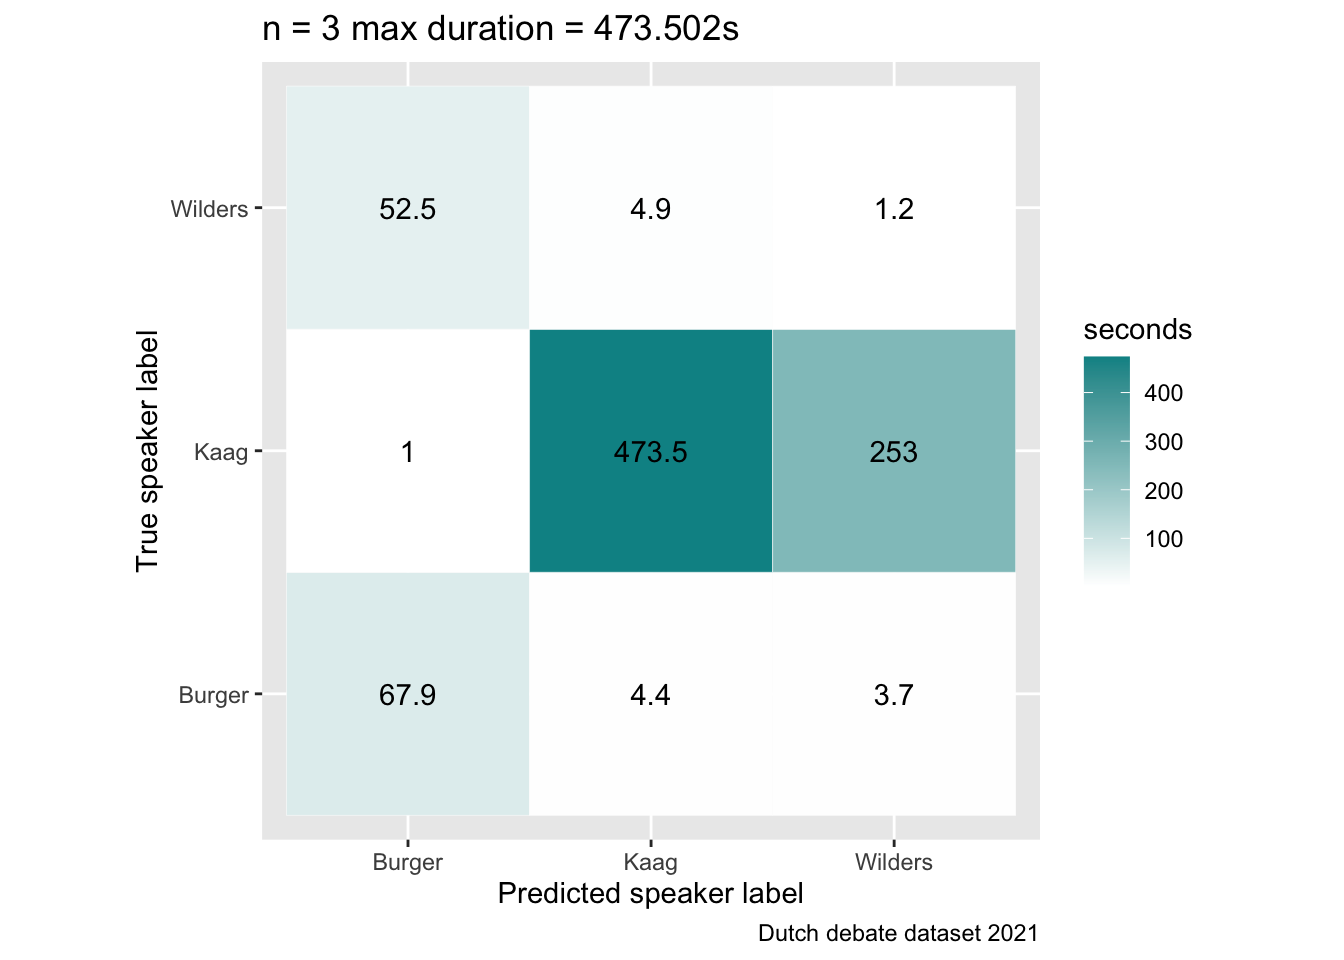 n = 3 max duration = 473.502s
Wilders
52.5
4.9
1.2
True speaker label
Kaag
1
473.5
253
Burger
67.9
4.4
3.7
Burger
Kaag
Wilders
Predicted speaker label
seconds
400
300
200
100
Dutch debate dataset 2021